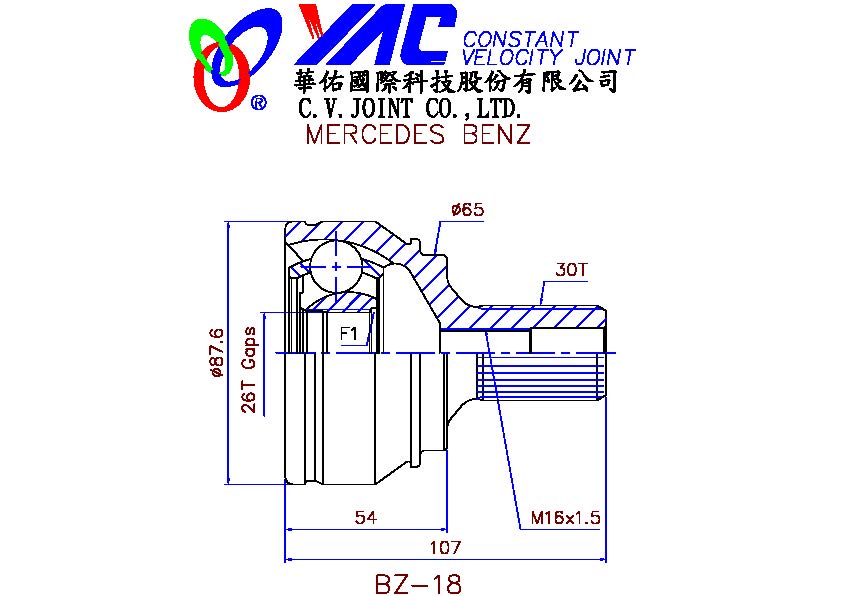 YAC CONSTANT
VELOCITY JOINT
®
華佑國際科技股份有限公司
C.V.JOINT CO.,LTD.
MERCEDES BENZ
ø65
30T
ø87.6
26T Gaps
F1
54
M16x1.5
107
BZ-18